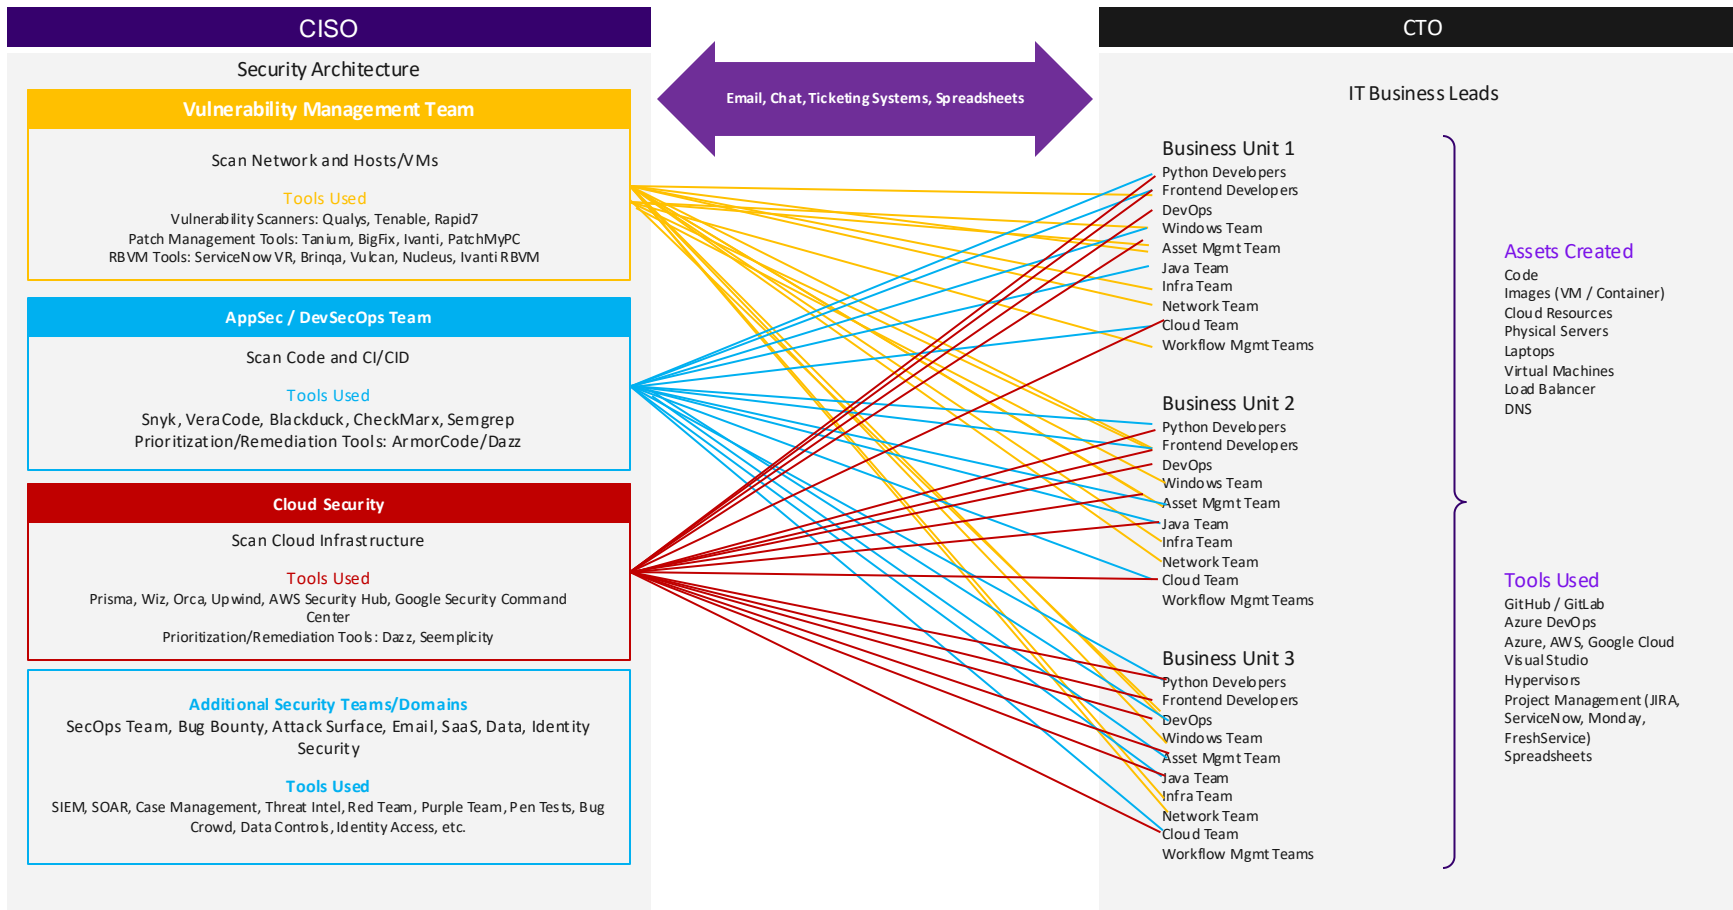 CISO
Security Architecture
Vulnerability Management Team
Scan Network and Hosts/VMs
Tools Used
Vulnerability Scanners: Qualys, Tenable, Rapid7
Patch Management Tools: Tanium, BigFix, Ivanti, PatchMyPC
RBVM Tools: ServiceNow VR, Brinqa, Vulcan, Nucleus, Ivanti RBVM
AppSec / DevSecOps Team
Scan Code and CI/CID
Tools Used
Snyk, VeraCode, Blackduck, CheckMarx, Semgrep
Prioritization/Remediation Tools: ArmorCode/Dazz
Cloud Security
Scan Cloud Infrastructure
Tools Used
Prisma, Wiz, Orca, Upwind, AWS Security Hub, Google Security Command
Center
Prioritization/Remediation Tools: Dazz, Seemplicity
Additional Security Teams/Domains
SecOps Team, Bug Bounty, Attack Surface, Email, SaaS, Data, Identity
Security
Tools Used
SIEM, SOAR, Case Management, Threat Intel, Red Team, Purple Team, Pen Tests, Bug
Crowd, Data Controls, Identity Access, etc.
Email, Chat, Ticketing Systems, Spreadsheets
CTO
IT Business Leads
Business Unit 1
Python Developers
Frontend Developers
DevOps
Windows Team
Asset Mgmt Team
Java Team
Infra Team
Network Team
Cloud Team
Workflow Mgmt Teams
Business Unit 2
Python Developers
Frontend Developers
DevOps
Windows Team
Asset Mgmt Team
Java Team
Infra Team
Network Team
Cloud Team
Workflow Mgmt Teams
Business Unit 3
Python Developers
Frontend Developers
DevOps
Windows Team
Asset Mgmt Team
Java Team
Infra Team
Network Team
Cloud Team
Workflow Mgmt Teams
Assets Created
Code
Images (VM / Container)
Cloud Resources
Physical Servers
Laptops
Virtual Machines
Load Balancer
DNS
Tools Used
GitHub / GitLab
Azure DevOps
Azure, AWS, Google Cloud
Visual Studio
Hypervisors
Project Management (JIRA,
ServiceNow, Monday,
FreshService)
Spreadsheets